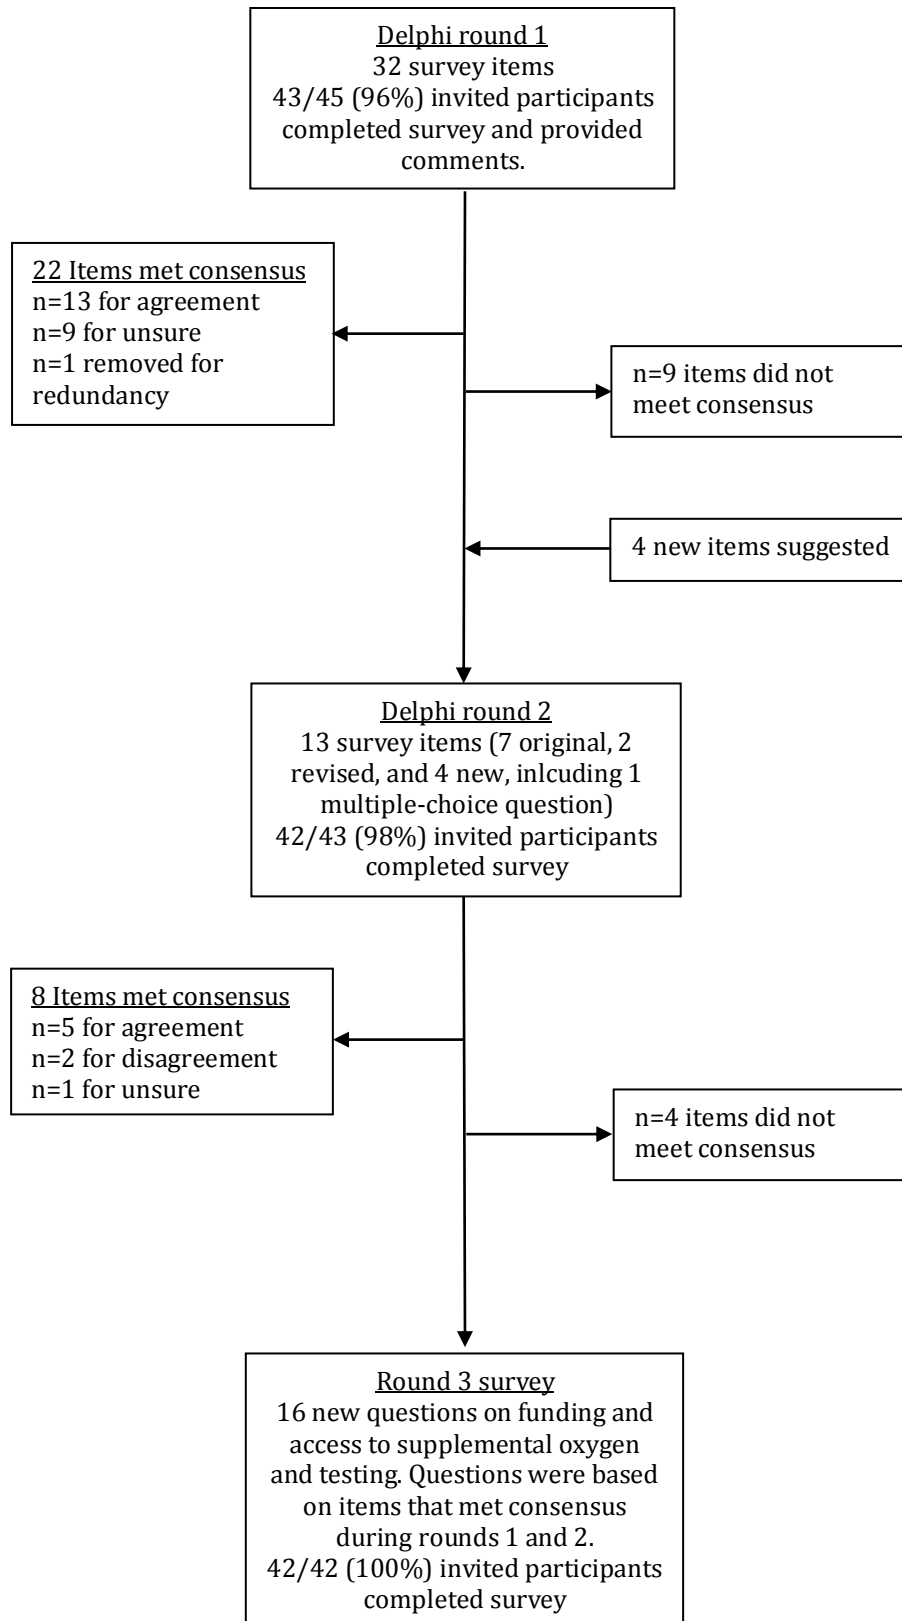 Delphi round 1
32 survey items
43/45 (96%) invited participants
completed survey and provided
comments.
22 Items met consensus
n=13 for agreement
n=9 for unsure
n=1 removed for
redundancy
n=9 items did not
meet consensus
4 new items suggested
Delphi round 2
13 survey items (7 original, 2
revised, and 4 new, inlcuding 1
multiple-choice question)
42/43 (98%) invited participants
completed survey
8 Items met consensus
n=5 for agreement
n=2 for disagreement
n=1 for unsure
n=4 items did not
meet consensus
Round 3 survey
16 new questions on funding and
access to supplemental oxygen
and testing. Questions were based
on items that met consensus
during rounds 1 and 2.
42/42 (100%) invited participants
completed survey